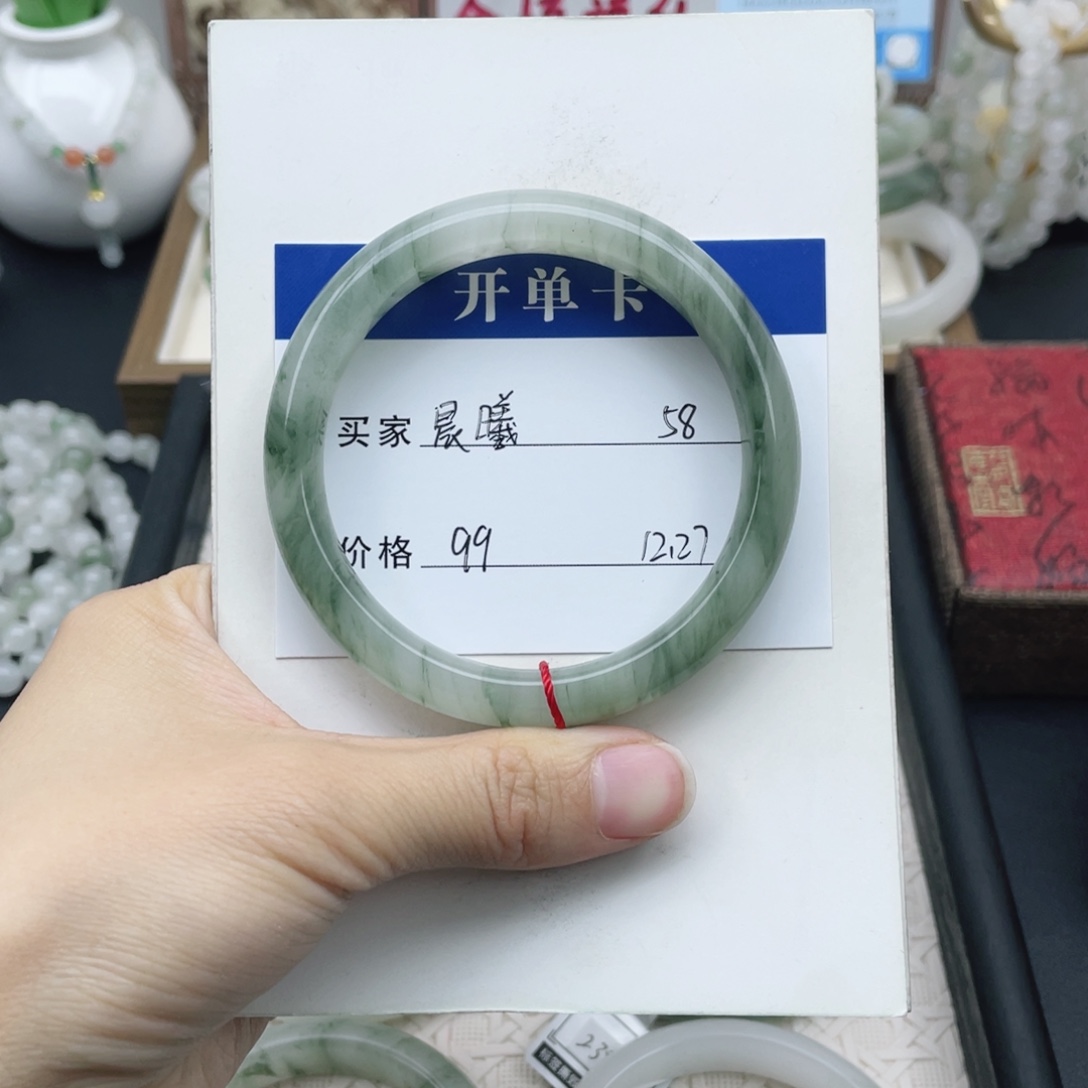 开单卡
买家 晨曦 58
价格 99 12.27